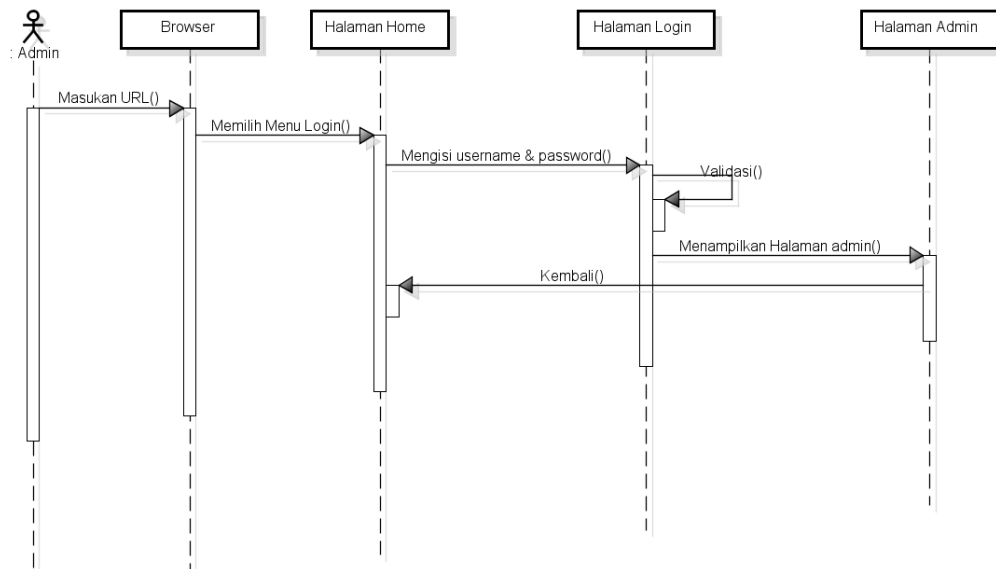 : Admin
Browser
Halaman Home
Halaman Login
Halaman Admin
Masukan URL()
Memilih Menu Login()
Mengisi username & password()
Validasi()
Menampilkan Halaman admin()
Kembali()